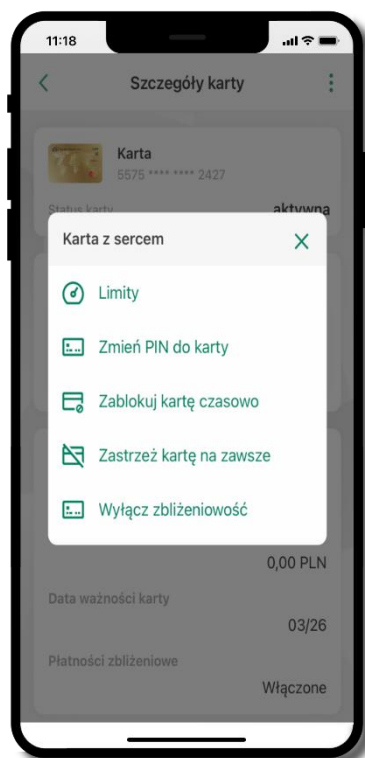 11:18
Szczegóły karty
Karta
5575 **** **** 2427
Status karty
aktywna
Karta z sercem
Limity
Zmień PIN do karty
Zablokuj kartę czasowo
Zastrzeż kartę na zawsze
Wyłącz zbliżeniowość
0,00 PLN
Data ważności karty
03/26
Płatności zbliżeniowe
Włączone